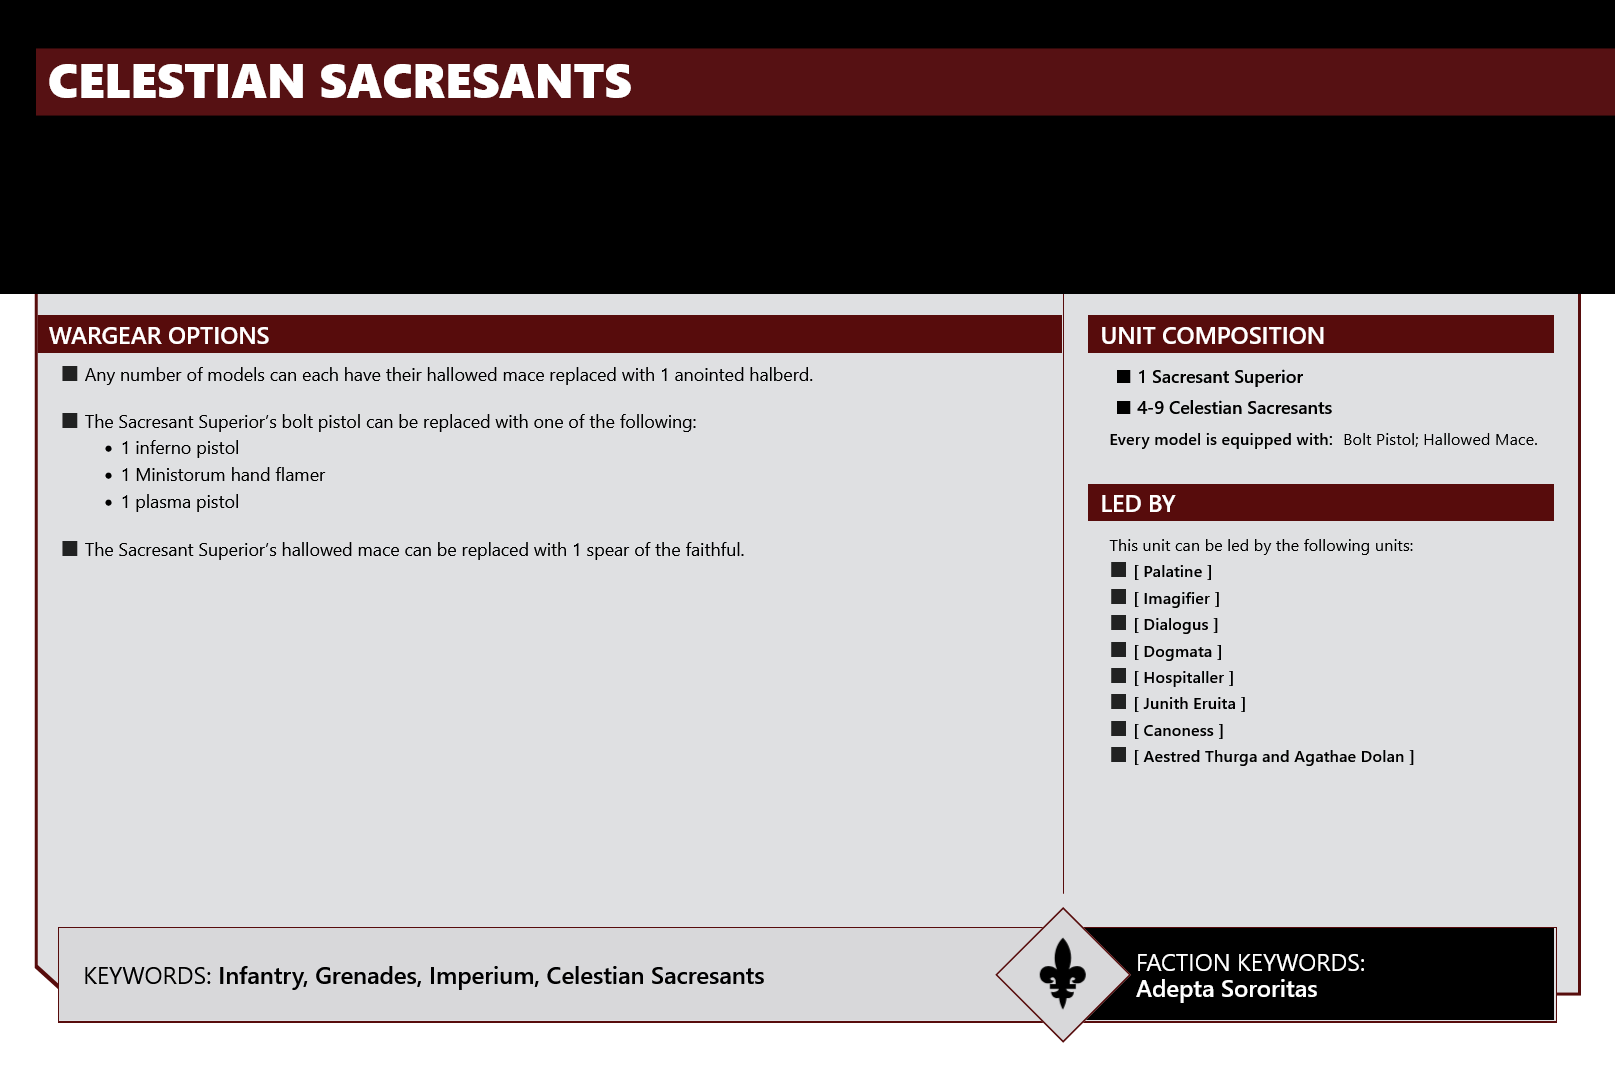 CELESTIAN SACRESANTS
WARGEAR OPTIONS
Any number of models can each have their hallowed mace replaced with 1 anointed halberd.
The Sacresant Superior’s bolt pistol can be replaced with one of the following:
1 inferno pistol
1 Ministorum hand flamer
1 plasma pistol
The Sacresant Superior’s hallowed mace can be replaced with 1 spear of the faithful.
UNIT COMPOSITION
1 Sacresant Superior
4-9 Celestian Sacresants
Every model is equipped with: Bolt Pistol; Hallowed Mace.
LED BY
This unit can be led by the following units:
[ Palatine ]
[ Imagifier ]
[ Dialogus ]
[ Dogmata ]
[ Hospitaller ]
[ Junith Eruita ]
[ Canoness ]
[ Aestred Thurga and Agathae Dolan ]
KEYWORDS: Infantry, Grenades, Imperium, Celestian Sacresants
FACTION KEYWORDS:
Adepta Sororitas